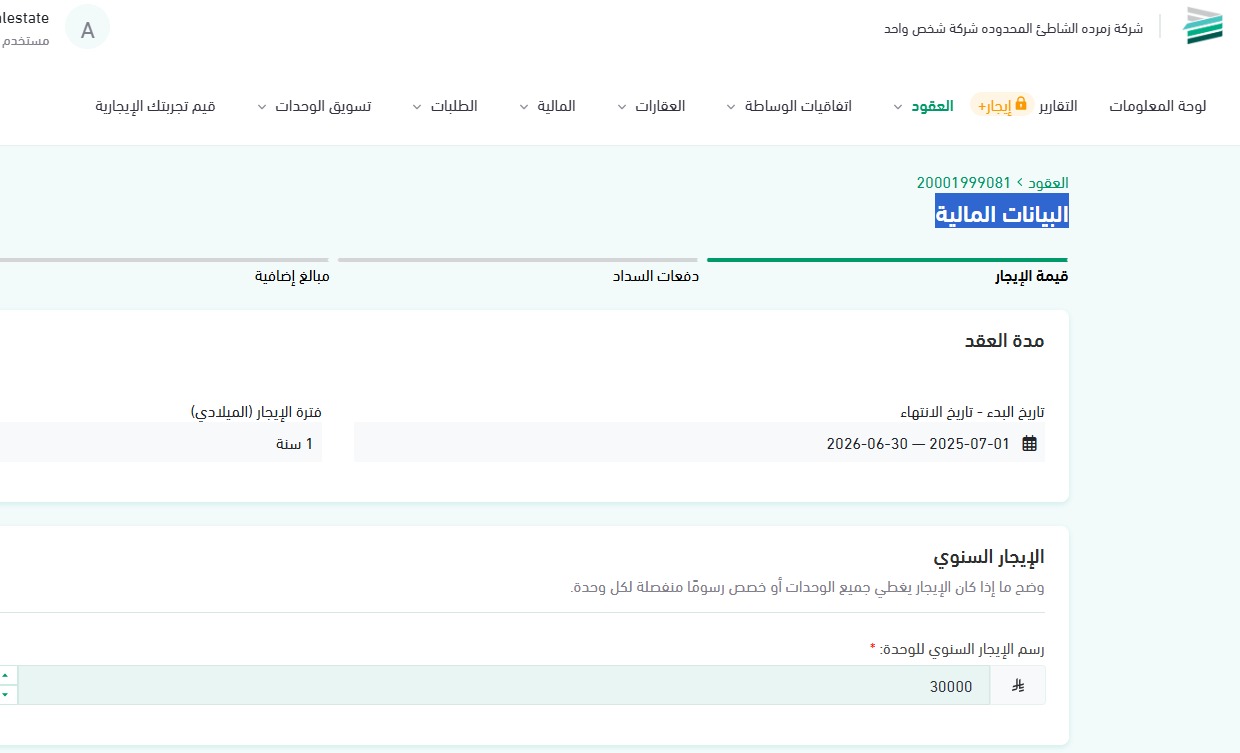 شركة زمرده الشاطئ المحدوده شركة شخص واحد
lestate
A
مستخدم
لوحة المعلومات
التقارير إيجار+
العقود
اتفاقيات الوساطة
العقارات
المالية
الطلبات
تسويق الوحدات
قيم تجربتك الإيجارية
العقود > 20001999081
البيانات المالية
قيمة الإيجار
دفعات السداد
مبالغ إضافية
مدة العقد
تاريخ البدء - تاريخ الانتهاء
فترة الإيجار (الميلادي)
2025-07-01 — 2026-06-30
1 سنة
الإيجار السنوي
وضح ما إذا كان الإيجار يغطي جميع الوحدات أو خصص رسومًا منفصلة لكل وحدة.
رسم الإيجار السنوي للوحدة: *
30000